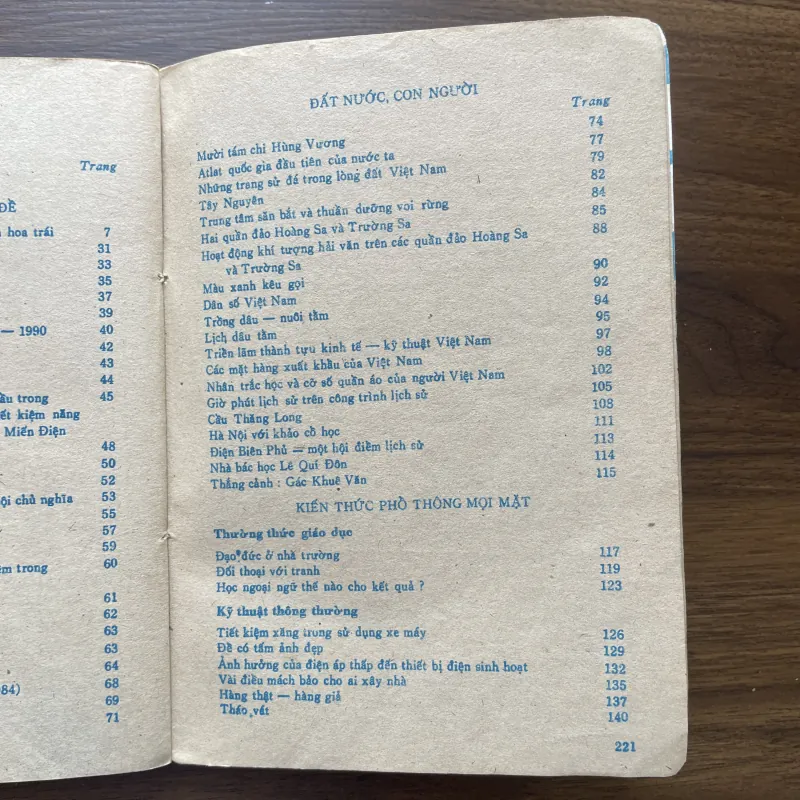 Trang
ĐỀ
hoa trái 7
31
33
35
37
39
— 1990 40
42
43
44
trong 45
kiệm năng
Miến Điện
48
50
52
chủ nghĩa 53
55
57
59
trong 60
61
62
63
63
64
84) 68
69
71
ĐẤT NƯỚC, CON NGƯỜI
Trang
Mười tám chi Hùng Vương 74
Atlat quốc gia đầu tiên của nước ta 77
Những trang sử đá trong lòng đất Việt Nam 79
Tây Nguyên 82
Trung tâm săn bắt và thuần dưỡng voi rừng 84
Hai quần đảo Hoàng Sa và Trường Sa 85
Hoạt động khí tượng hải văn trên các quần đảo Hoàng Sa 88
và Trường Sa
Màu xanh kêu gọi 90
Dân số Việt Nam 92
Trồng dâu — nuôi tằm 94
Lịch dâu tằm 95
Triển lãm thành tựu kinh tế — kỹ thuật Việt Nam 97
Các mặt hàng xuất khẩu của Việt Nam 98
Nhân trắc học và cỡ số quần áo của người Việt Nam 102
Giờ phút lịch sử trên công trình lịch sử 105
Cầu Thăng Long 108
Hà Nội với khảo cổ học 111
Điện Biên Phủ — một hội điểm lịch sử 113
Nhà bác học Lê Quí Đôn 114
Thắng cảnh : Gác Khuê Văn 115
KIẾN THỨC PHỔ THÔNG MỌI MẶT
Thường thức giáo dục
Đạo đức ở nhà trường 117
Đối thoại với tranh 119
Học ngoại ngữ thế nào cho kết quả ? 123
Kỹ thuật thông thường
Tiết kiệm xăng trong sử dụng xe máy 126
Để có tấm ảnh đẹp 129
Ảnh hưởng của điện áp thấp đến thiết bị điện sinh hoạt 132
Vài điều mách bảo cho ai xây nhà 135
Hàng thật — hàng giả 137
Tháo vát 140
221